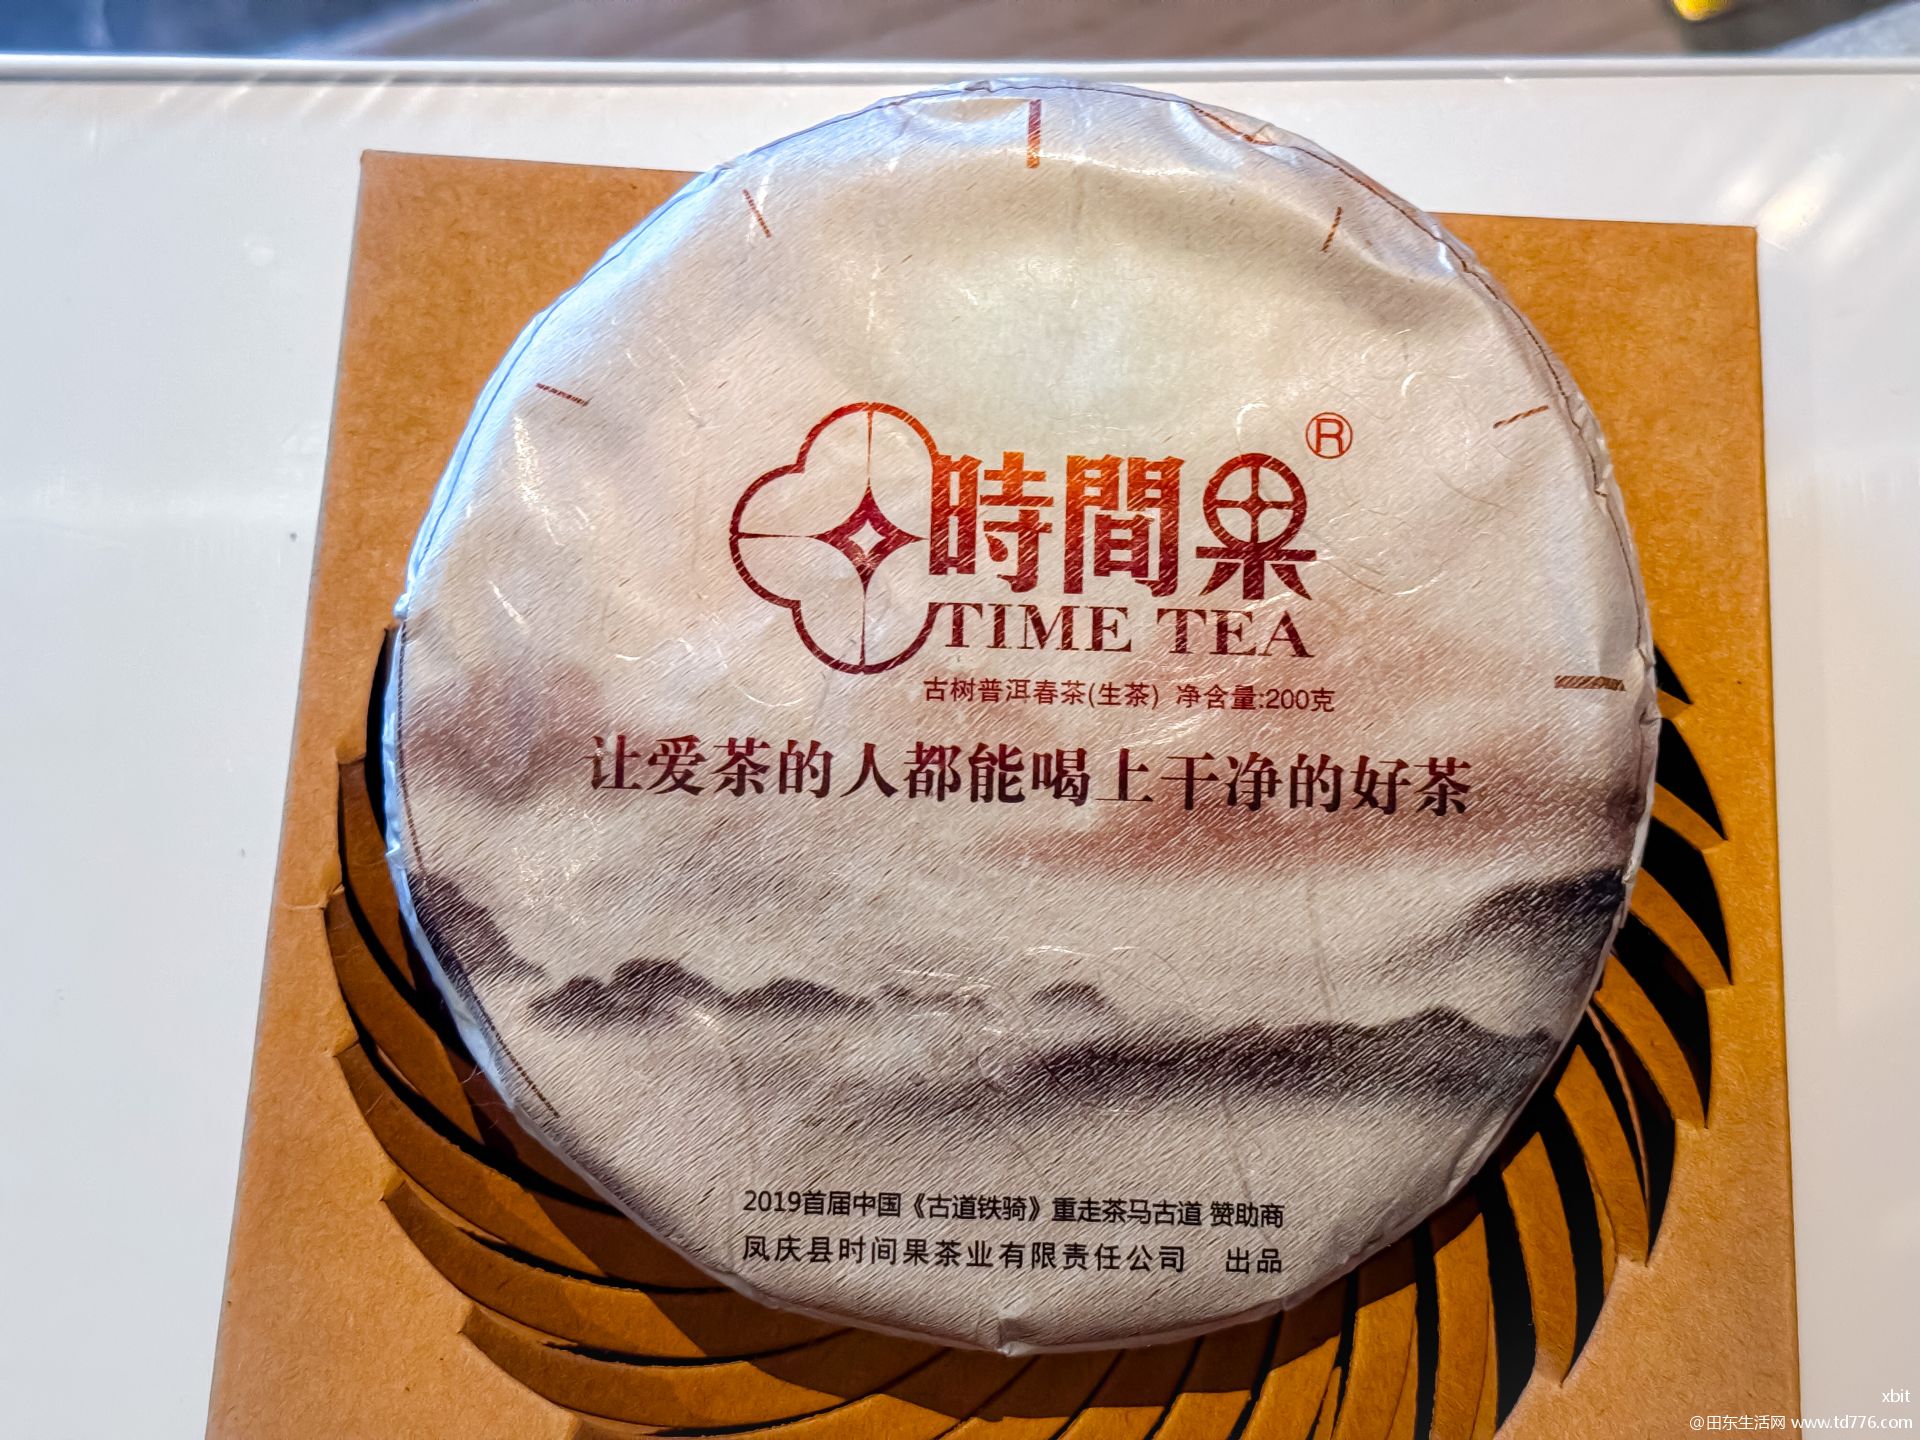 時間果®
TIME TEA
古树普洱春茶(生茶) 净含量:200克
让爱茶的人都能喝上干净的好茶
2019首届中国《古道铁骑》重走茶马古道 赞助商
凤庆县时间果茶业有限责任公司 出品
xbit
@田东生活网 www.td776.com